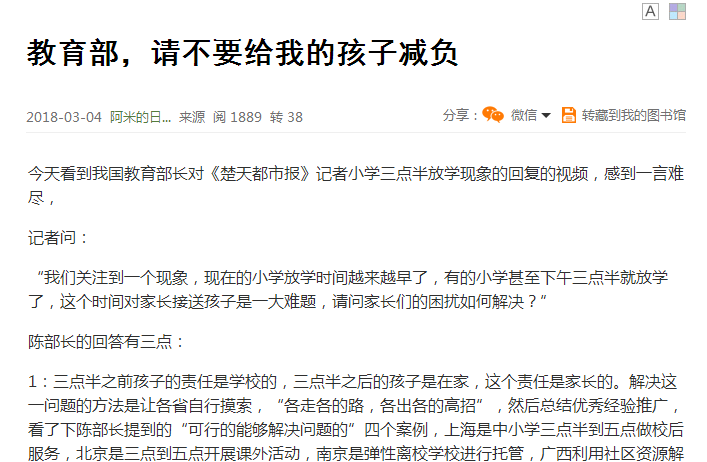 A
教育部，请不要给我的孩子减负
2018-03-04 阿米的日... 来源 阅 1889 转 38 分享： 微信 转藏到我的图书馆
今天看到我国教育部长对《楚天都市报》记者小学三点半放学现象的回复的视频，感到一言难
尽，
记者问：
“我们关注到一个现象，现在的小学放学时间越来越早了，有的小学甚至下午三点半就放学
了，这个时间对家长接送孩子是一大难题，请问家长们的困扰如何解决？”
陈部长的回答有三点：
1：三点半之前孩子的责任是学校的，三点半之后的孩子是在家，这个责任是家长的。解决这
一问题的方法是让各省自行摸索，“各走各的路，各出各的高招”，然后总结优秀经验推广，
看了下陈部长提到的“可行的能够解决问题的”四个案例，上海是中小学三点半到五点做校后
服务，北京是三点到五点开展课外活动，南京是弹性离校学校进行托管，广西利用社区资源解